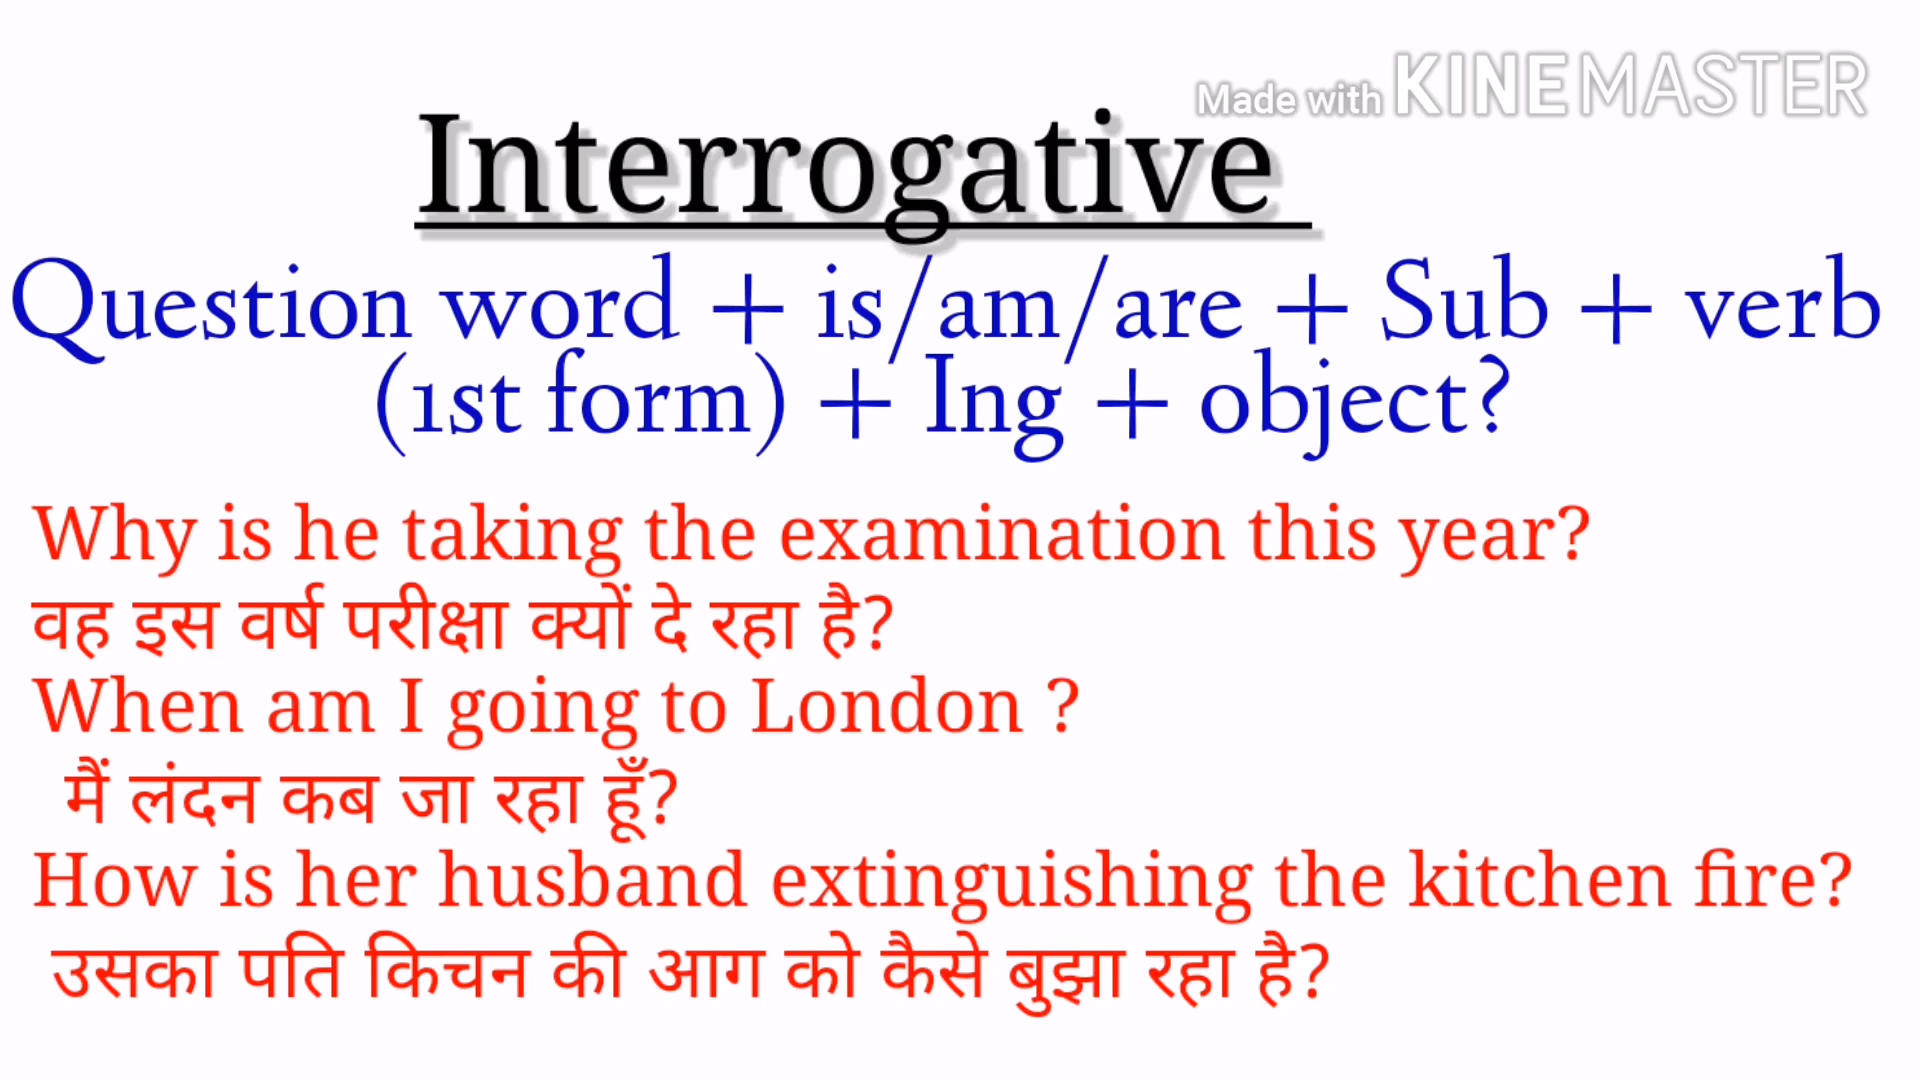 Made with KINEMASTER
Interrogative
Question word + is/am/are + Sub + verb
(1st form) + Ing + object?
Why is he taking the examination this year?
वह इस वर्ष परीक्षा क्यों दे रहा है?
When am I going to London ?
मैं लंदन कब जा रहा हूँ?
How is her husband extinguishing the kitchen fire?
उसका पति किचन की आग को कैसे बुझा रहा है?